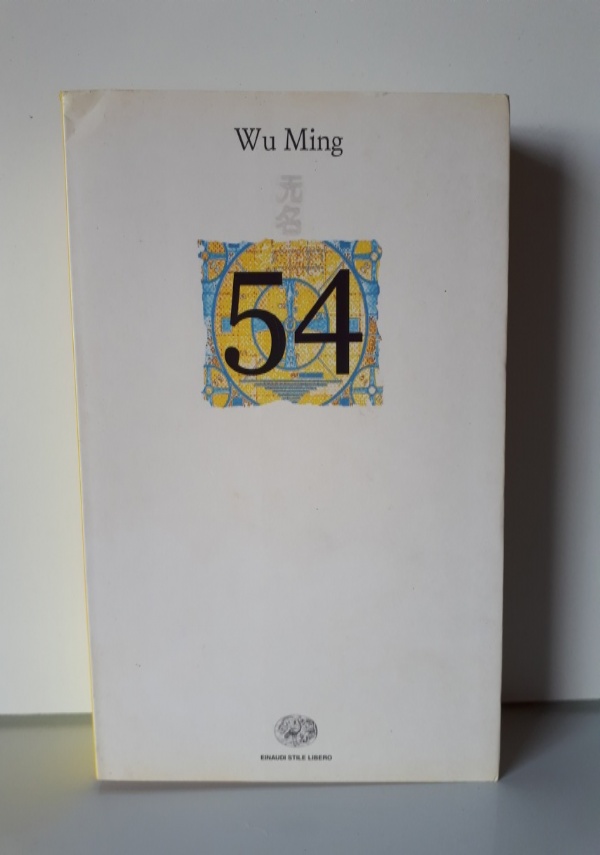 Wu Ming
无
名
54
EINAUDI STILE LIBERO